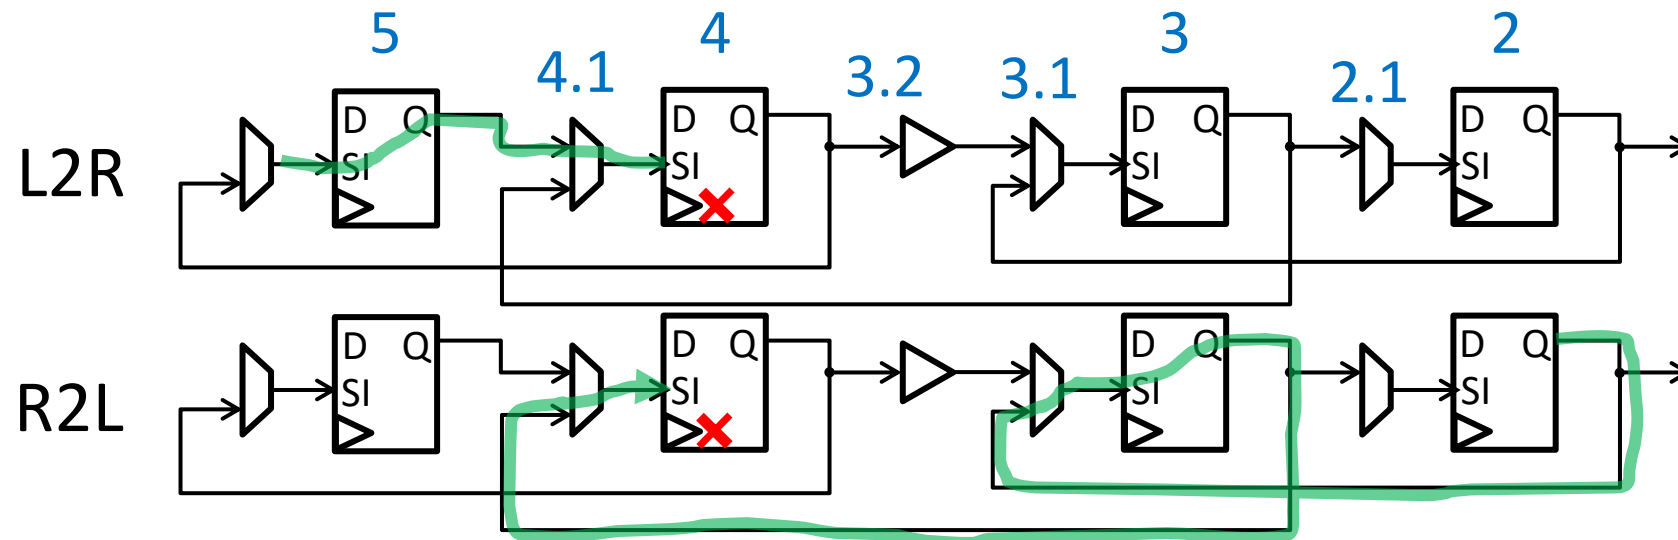 5 4 3 2
4.1 3.2 3.1 2.1
D Q D Q D Q D Q
L2R SI SI SI SI
D Q D Q D Q D Q
R2L SI SI SI SI